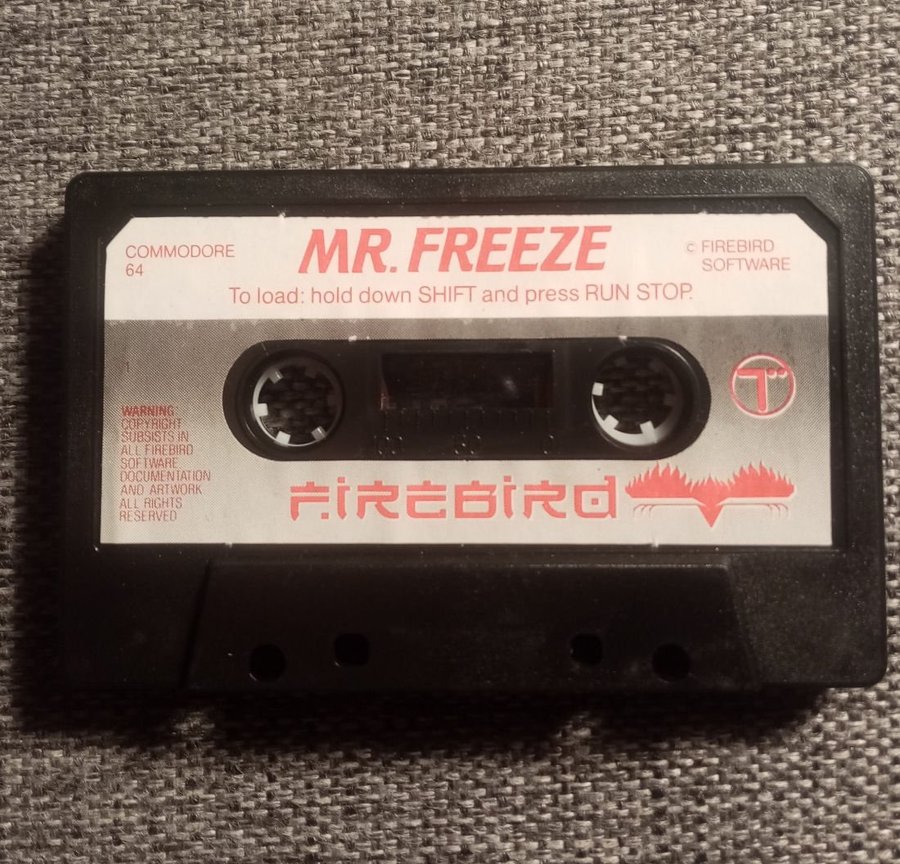 COMMODORE
64
MR. FREEZE
© FIREBIRD
SOFTWARE
To load: hold down SHIFT and press RUN STOP.
1
WARNING
COPYRIGHT
SUBSISTS IN
ALL FIREBIRD
SOFTWARE
DOCUMENTATION
AND ARTWORK
ALL RIGHTS
RESERVED
T
FIREBIRD